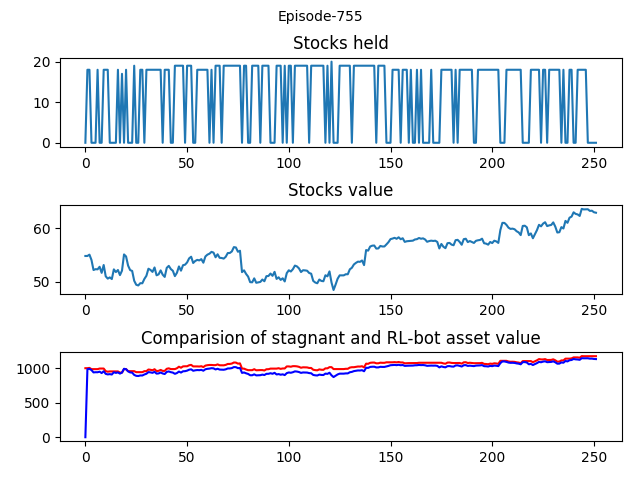 Episode-755
Stocks held
20
10
0
0 50 100 150 200 250
Stocks value
60
50
0 50 100 150 200 250
Comparision of stagnant and RL-bot asset value
1000
500
0
0 50 100 150 200 250